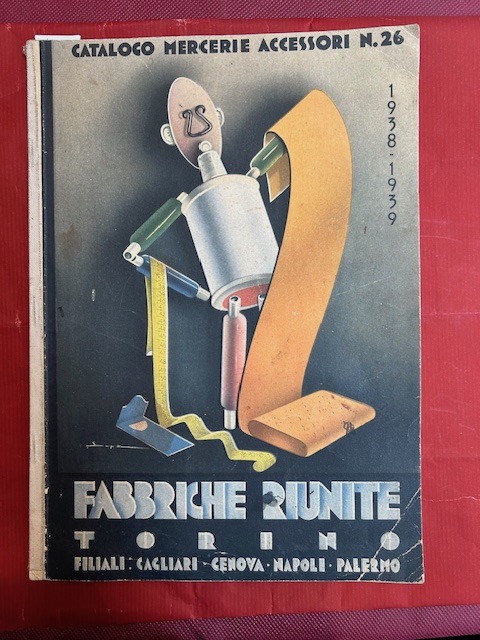 CATALOGO MERCERIE ACCESSORI N.26
1938-1939
FABBRICHE RIUNITE
TORINO
FILIALI: CAGLIARI - GENOVA - NAPOLI - PALERMO